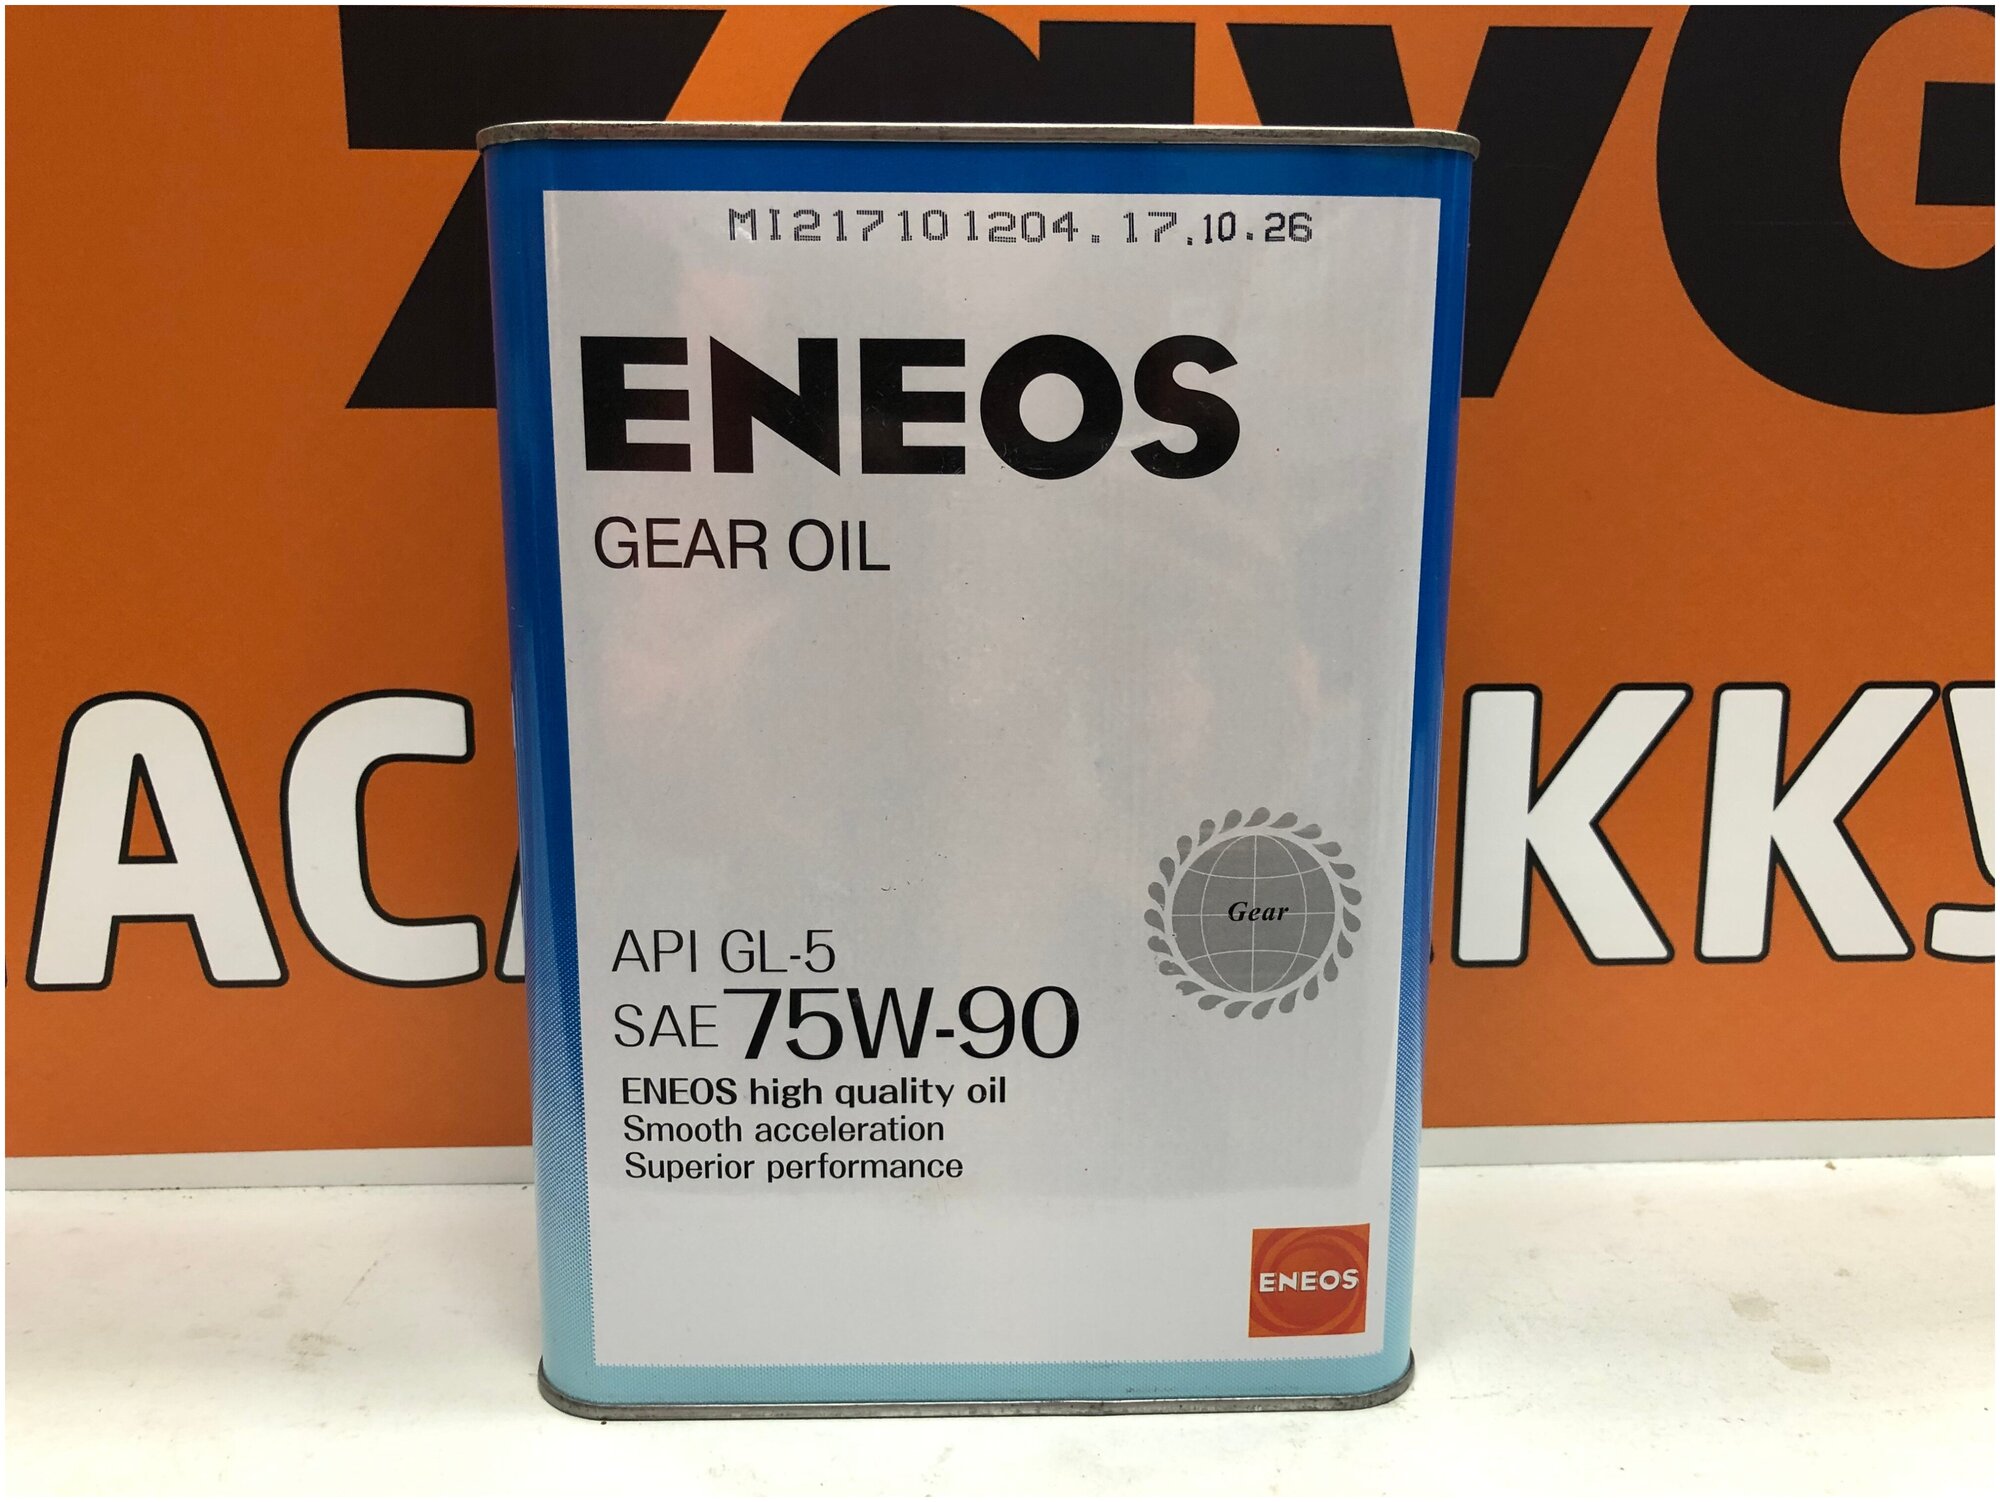 MI217101204. 17.10.26
ENEOS
GEAR OIL
Gear
API GL-5
SAE 75W-90
ENEOS high quality oil
Smooth acceleration
Superior performance
ENEOS